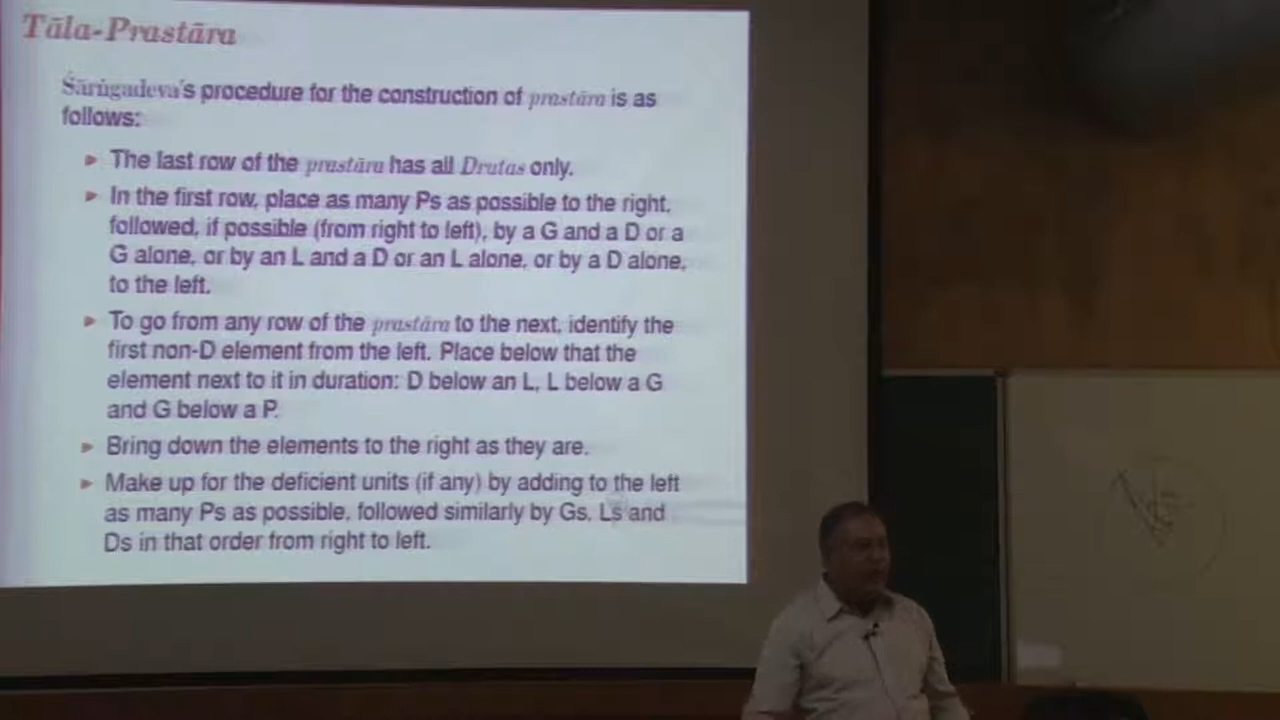 Tāla-Prastāra
Śārṅgadeva's procedure for the construction of prastāra is as
follows:
The last row of the prastāra has all Drutas only.
In the first row, place as many Ps as possible to the right,
followed, if possible (from right to left), by a G and a D or a
G alone, or by an L and a D or an L alone, or by a D alone,
to the left.
To go from any row of the prastāra to the next, identify the
first non-D element from the left. Place below that the
element next to it in duration: D below an L, L below a G
and G below a P.
Bring down the elements to the right as they are.
Make up for the deficient units (if any) by adding to the left
as many Ps as possible, followed similarly by Gs, Ls and
Ds in that order from right to left.